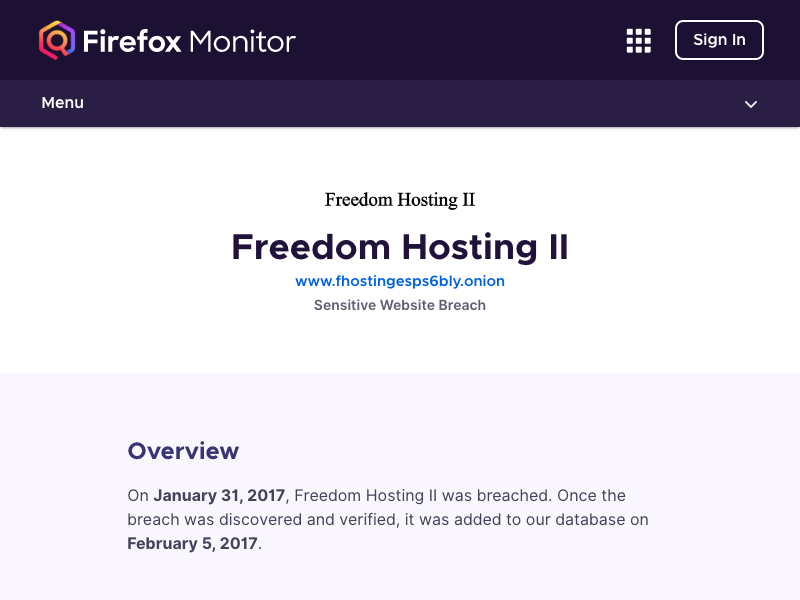 Firefox Monitor
Sign In
Menu
Freedom Hosting II
Freedom Hosting II
www.fhostingesps6bly.onion
Sensitive Website Breach
Overview
On January 31, 2017, Freedom Hosting II was breached. Once the
breach was discovered and verified, it was added to our database on
February 5, 2017.